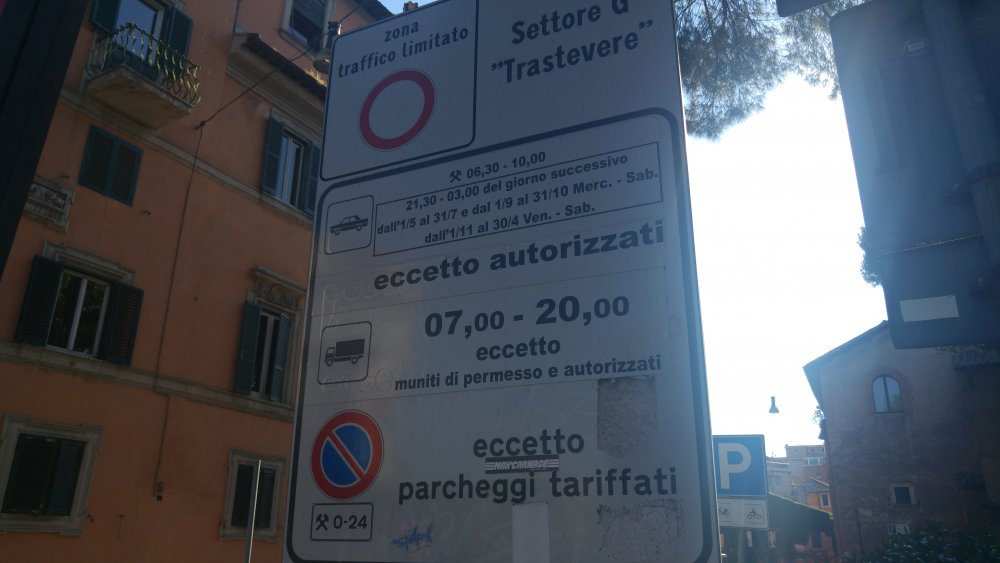 zona
traffico limitato
Settore G
"Trastevere"
06,30 - 10,00
21,30 - 03,00 del giorno successivo
dall'1/5 al 31/7 e dal 1/9 al 31/10 Merc. - Sab.
dall'1/11 al 30/4 Ven. - Sab.
eccetto autorizzati
07,00 - 20,00
eccetto
muniti di permesso e autorizzati
eccetto
MAX CARNAGE
parcheggi tariffati
0-24
P